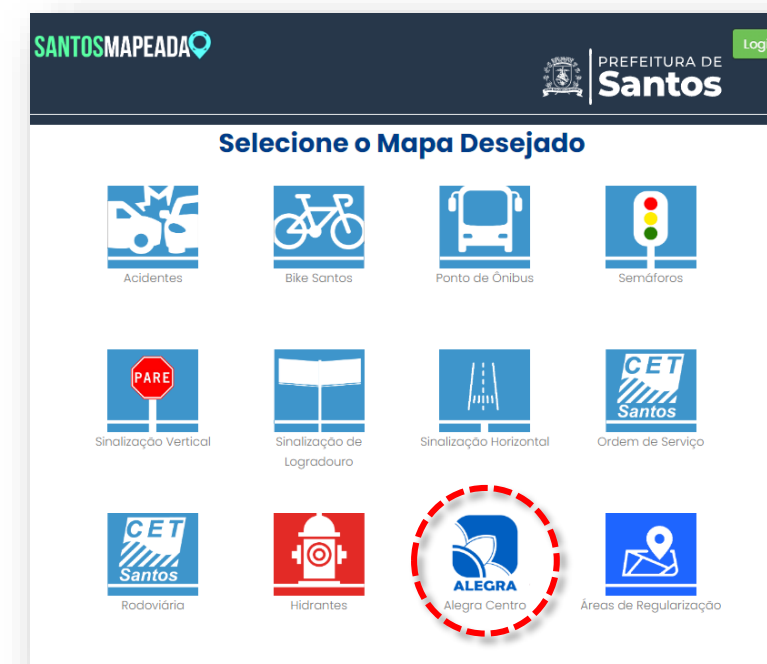 SANTOSMAPEADA
PREFEITURA DE
Santos
Log
Selecione o Mapa Desejado
Acidentes
Bike Santos
Ponto de Ônibus
Semáforos
PARE
CET
Santos
Sinalização Vertical
Sinalização de
Logradouro
Sinalização Horizontal
Ordem de Serviço
CET
Santos
ALEGRA
Rodoviária
Hidrantes
Alegra Centro
Áreas de Regularização